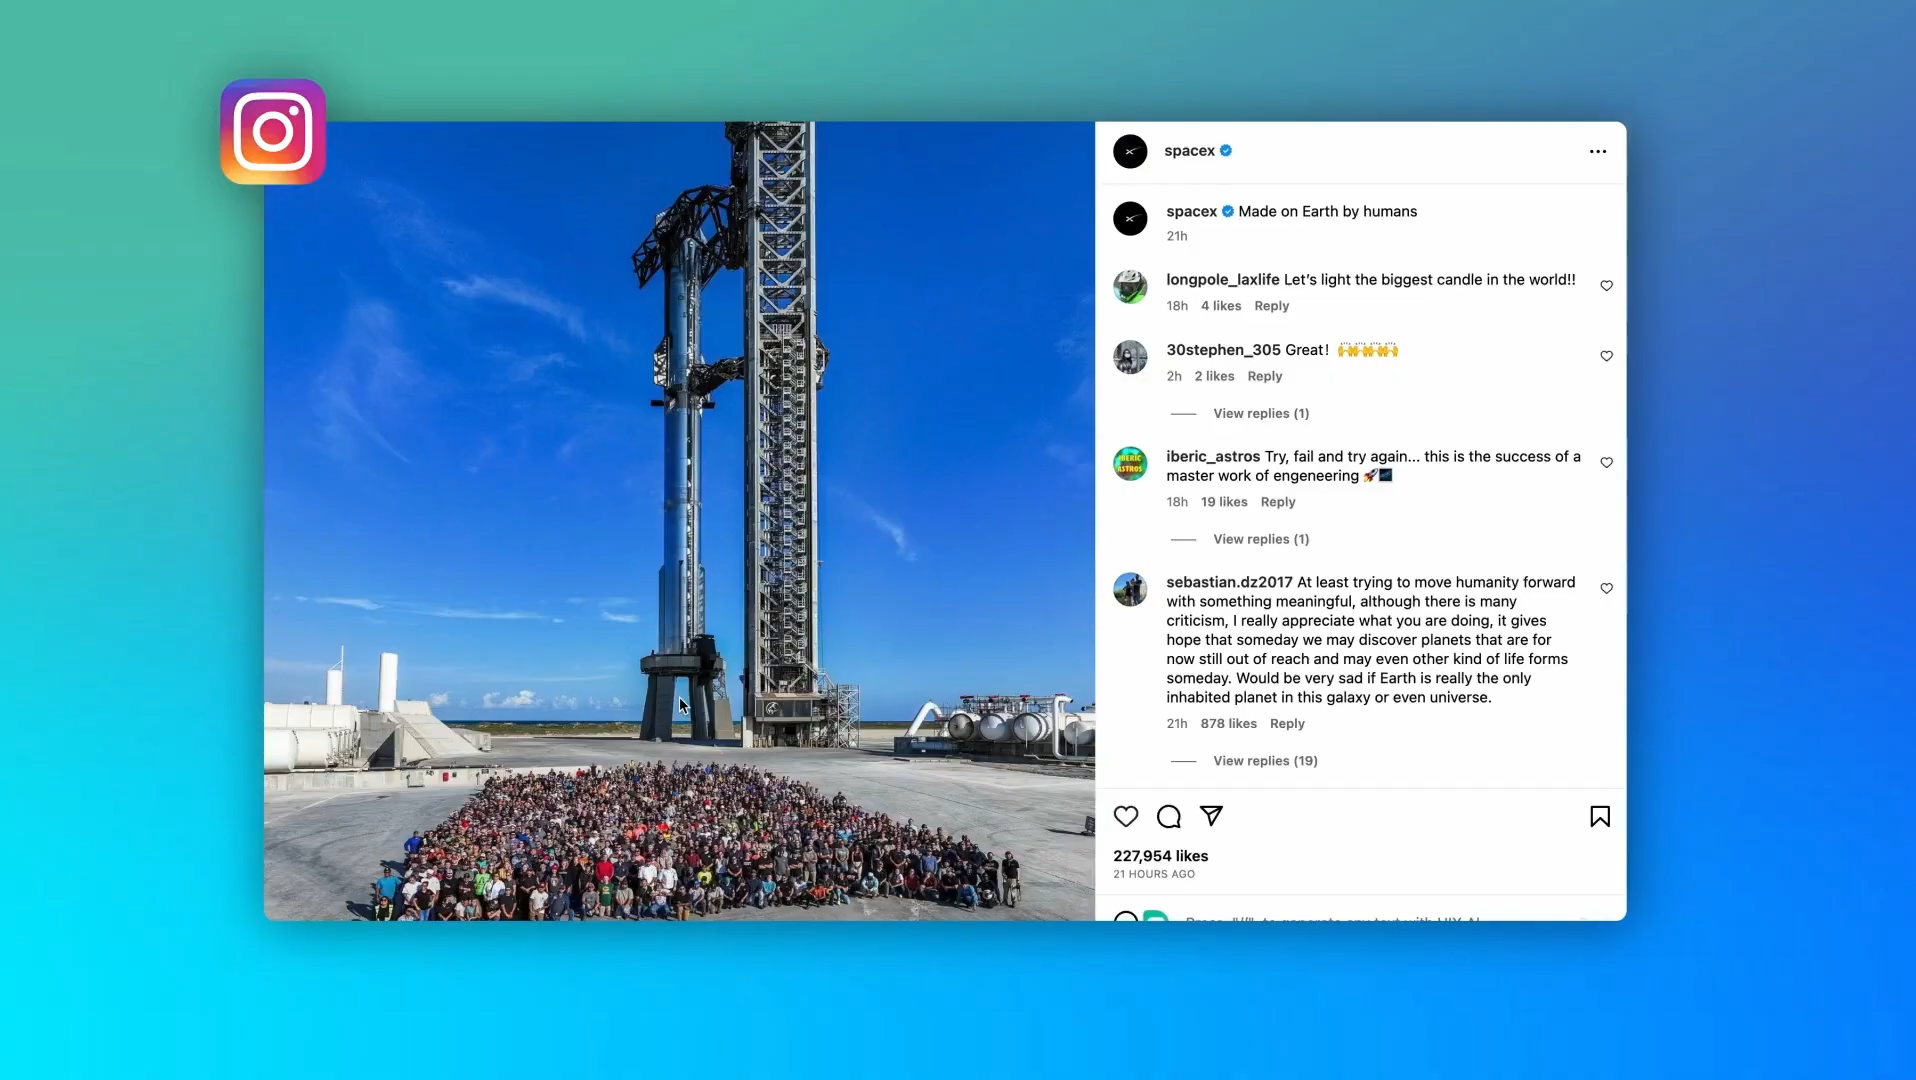 spacex
spacex Made on Earth by humans
21h
longpole_laxlife Let’s light the biggest candle in the world!!
18h 4 likes Reply
30stephen_305 Great! 🙌🙌🙌🙌
2h 2 likes Reply
View replies (1)
IBERIC
ASTROS
iberic_astros Try, fail and try again... this is the success of a
master work of engeneering 🚀🌌
18h 19 likes Reply
View replies (1)
sebastian.dz2017 At least trying to move humanity forward
with something meaningful, although there is many
criticism, I really appreciate what you are doing, it gives
hope that someday we may discover planets that are for
now still out of reach and may even other kind of life forms
someday. Would be very sad if Earth is really the only
inhabited planet in this galaxy or even universe.
21h 878 likes Reply
View replies (19)
227,954 likes
21 HOURS AGO